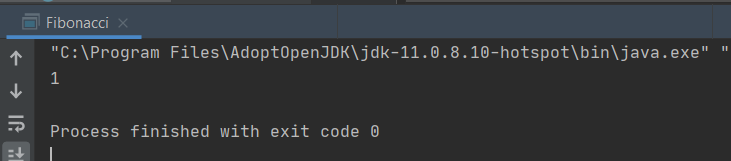 Fibonacci
"C:\Program Files\AdoptOpenJDK\jdk-11.0.8.10-hotspot\bin\java.exe" "
1
Process finished with exit code 0